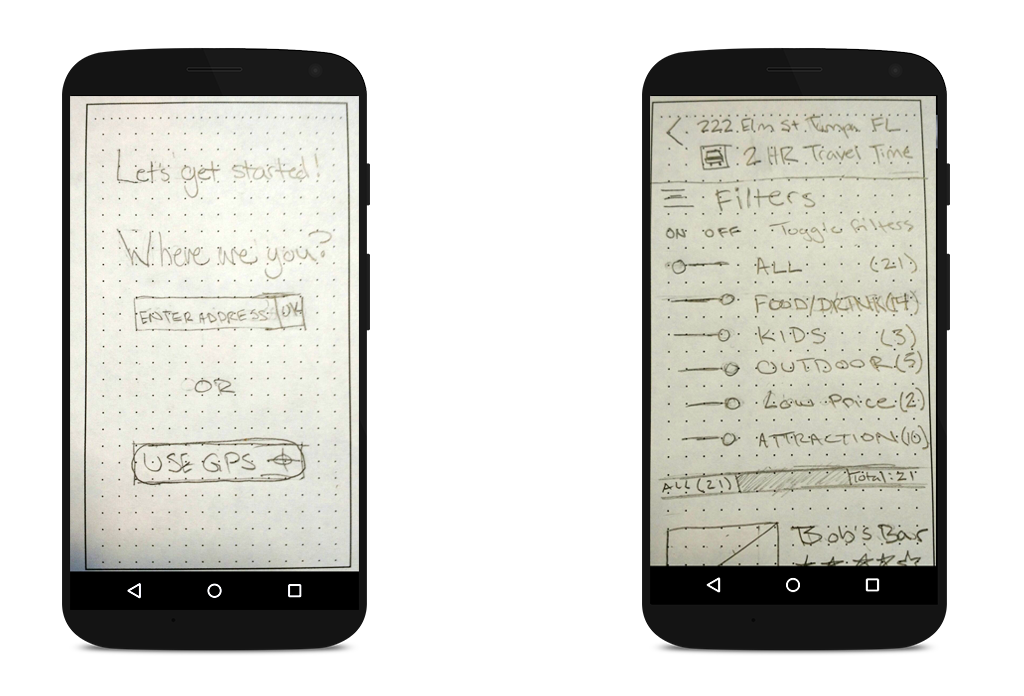 Let's get started!
Where are you?
ENTER ADDRESS OK
OR
USE GPS
222 Elm St. Tampa FL
2 HR Travel Time
Filters
ON OFF Toggle filters
ALL (21)
FOOD/DRINK (14)
KIDS (3)
OUTDOOR (5)
Low Price (2)
ATTRACTION (10)
ALL (21) Total: 21
Bob's Bar